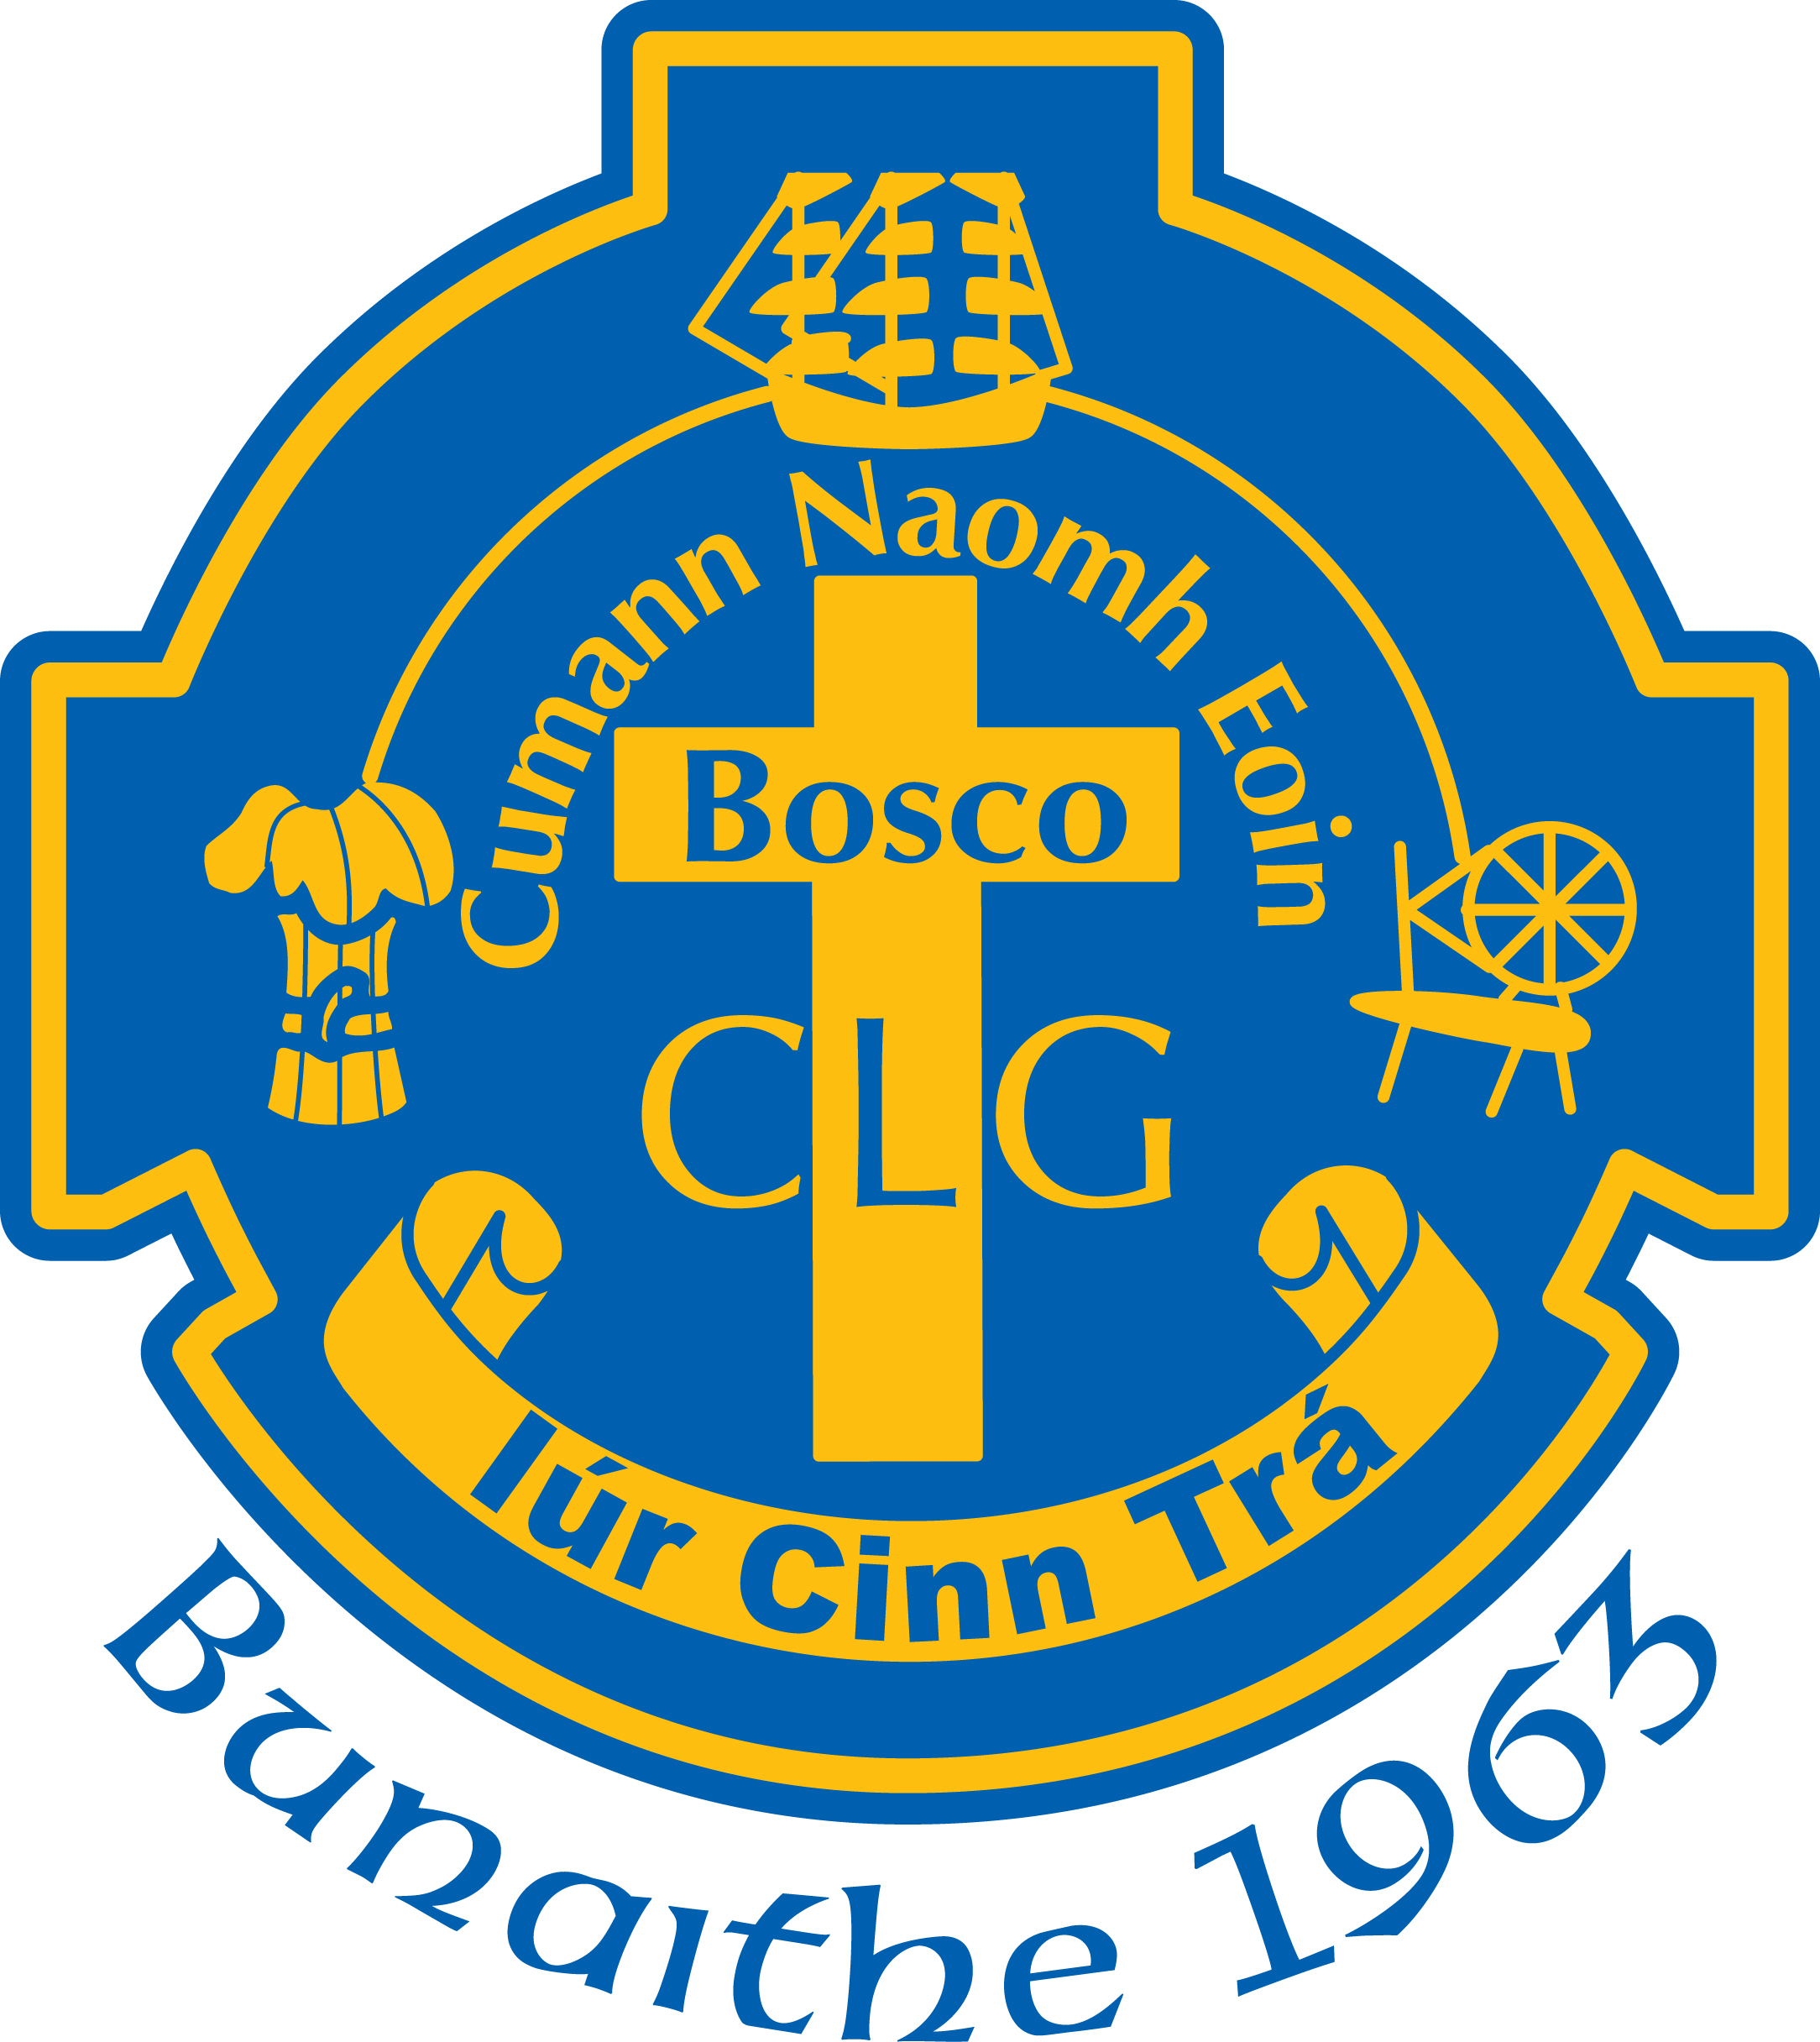 Cumann Naomh Eoin
Bosco
CLG
Iúr Cinn Trá
Bunaithe 1963